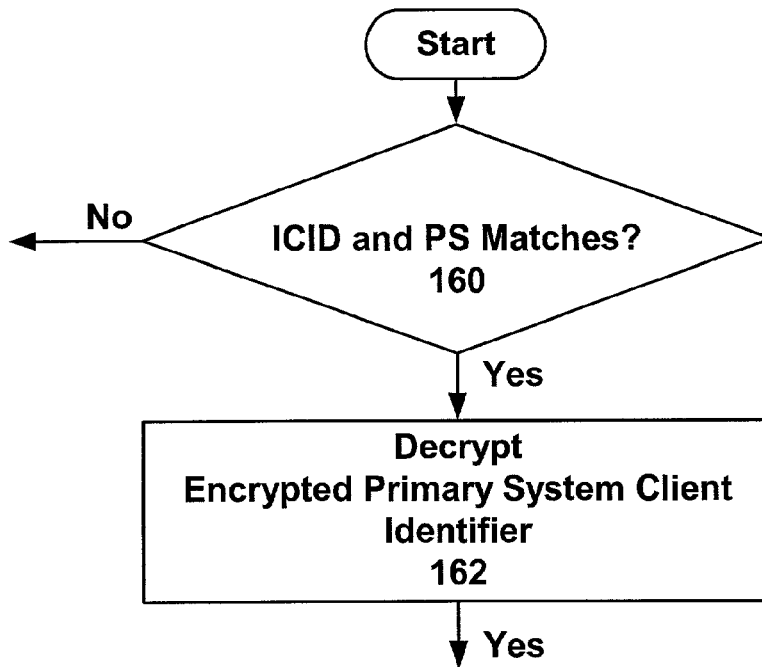 Start
No
ICID and PS Matches?
160
Yes
Decrypt
Encrypted Primary System Client
Identifier
162
Yes